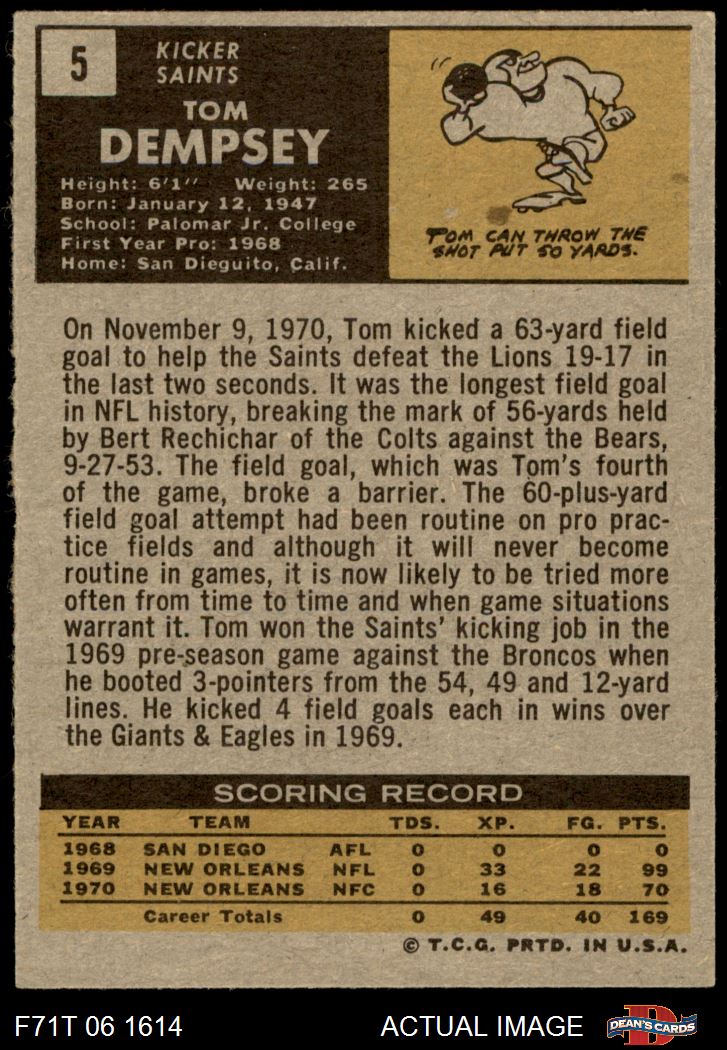 5
KICKER
SAINTS
TOM
DEMPSEY
Height: 6'1" Weight: 265
Born: January 12, 1947
School: Palomar Jr. College
First Year Pro: 1968
Home: San Dieguito, Calif.
TOM CAN THROW THE
SHOT PUT 50 YARDS.
On November 9, 1970, Tom kicked a 63-yard field
goal to help the Saints defeat the Lions 19-17 in
the last two seconds. It was the longest field goal
in NFL history, breaking the mark of 56-yards held
by Bert Rechichar of the Colts against the Bears,
9-27-53. The field goal, which was Tom's fourth
of the game, broke a barrier. The 60-plus-yard
field goal attempt had been routine on pro prac-
tice fields and although it will never become
routine in games, it is now likely to be tried more
often from time to time and when game situations
warrant it. Tom won the Saints' kicking job in the
1969 pre-season game against the Broncos when
he booted 3-pointers from the 54, 49 and 12-yard
lines. He kicked 4 field goals each in wins over
the Giants & Eagles in 1969.
SCORING RECORD
YEAR TEAM TDS. XP. FG. PTS.
1968 SAN DIEGO AFL 0 0 0 0
1969 NEW ORLEANS NFL 0 33 22 99
1970 NEW ORLEANS NFC 0 16 18 70
Career Totals 0 49 40 169
© T.C.G. PRTD. IN U.S.A.
F71T 06 1614 ACTUAL IMAGE D DEAN'S CARDS